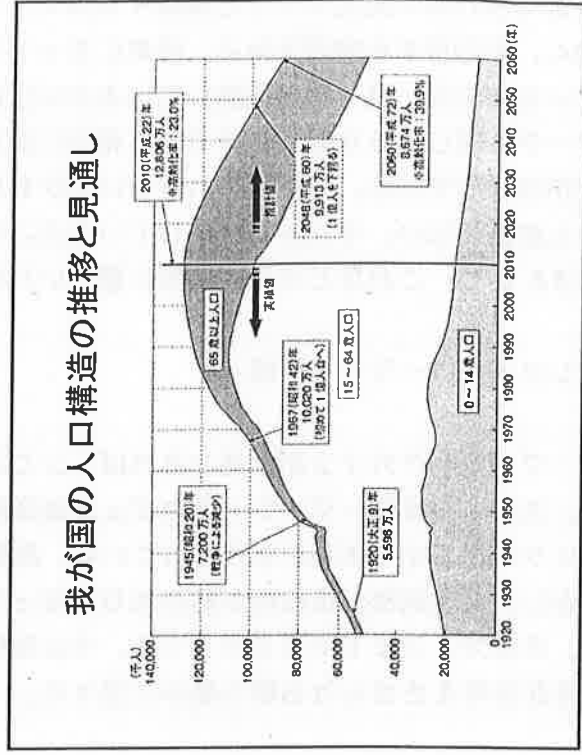 我が国の人口構造の推移と見通し
(千人)
140,000
120,000
100,000
80,000
60,000
40,000
20,000
0
2010(平成22)年
12,806万人
※高齢化率：23.0%
65歳以上人口
実績値
推計値
1945(昭和20)年
7,200万人
(戦争による減少)
1967(昭和42)年
10,020万人
(初めて1億人台へ)
2048(平成60)年
9,913万人
(1億人を下回る)
15～64歳人口
2060(平成72)年
8,674万人
※高齢化率：39.9%
1920(大正9)年
5,596万人
0～14歳人口
1920
1930
1940
1950
1960
1970
1980
1990
2000
2010
2020
2030
2040
2050
2060(年)